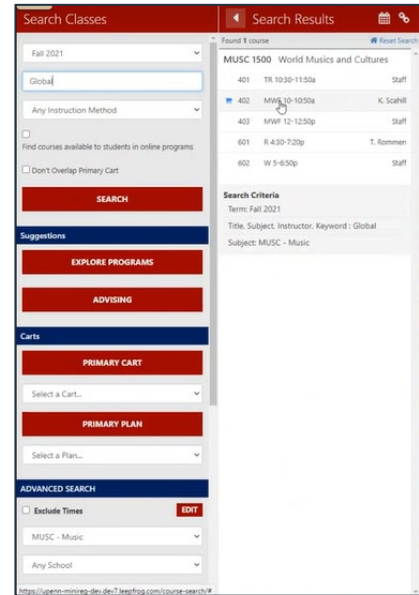 Search Classes
Fall 2021
Global
Any Instruction Method
Find courses available to students in online programs
Don't Overlap Primary Cart
SEARCH
Suggestions
EXPLORE PROGRAMS
ADVISING
Carts
PRIMARY CART
Select a Cart...
PRIMARY PLAN
Select a Plan...
ADVANCED SEARCH
Exclude Times EDIT
MUSC - Music
Any School
https://upenn-minireg-dev.dev7.leepfrog.com/course-search/#
Search Results
Found 1 course Reset Search
MUSC 1500 World Musics and Cultures
401 TR 10:30-11:50a Staff
402 MWF 10-10:50a K. Scahill
403 MWF 12-12:50p Staff
601 R 4:30-7:20p T. Rommen
602 W 5-6:50p Staff
Search Criteria
Term: Fall 2021
Title, Subject, Instructor, Keyword : Global
Subject: MUSC - Music